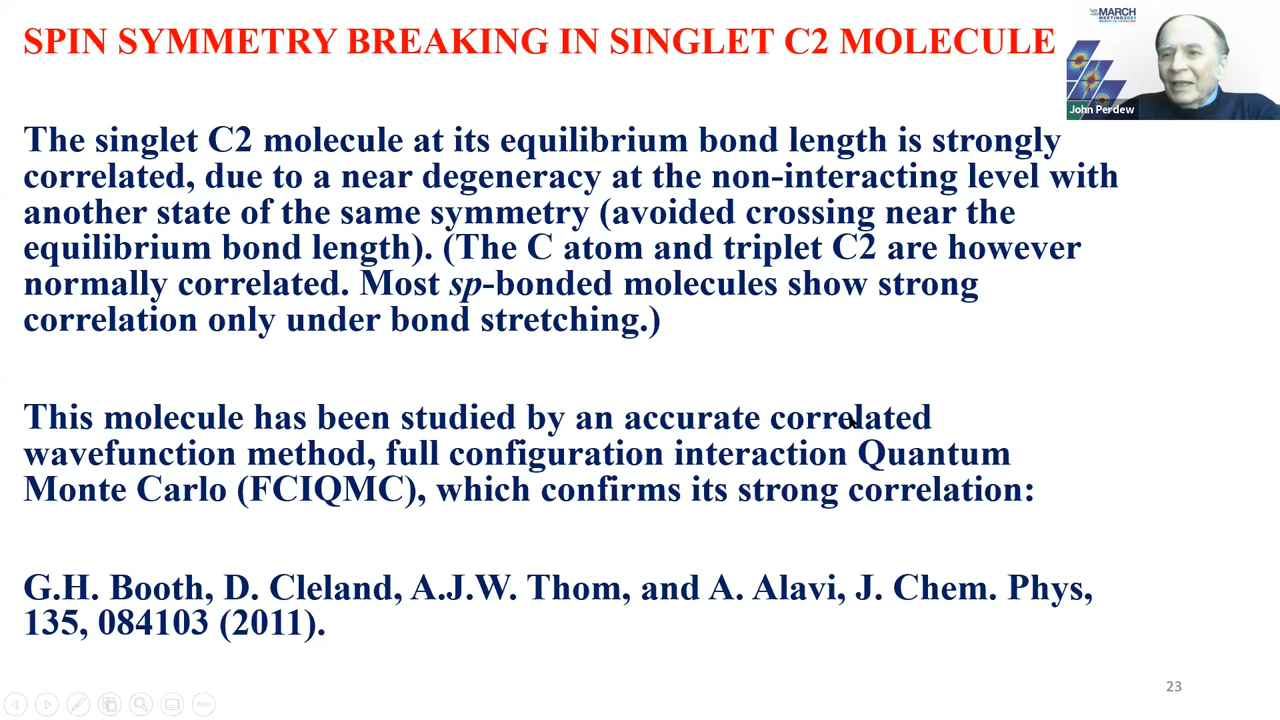 SPIN SYMMETRY BREAKING IN SINGLET C2 MOLECULE
MARCH
MEETING 2021
John Perdew
The singlet C2 molecule at its equilibrium bond length is strongly
correlated, due to a near degeneracy at the non-interacting level with
another state of the same symmetry (avoided crossing near the
equilibrium bond length). (The C atom and triplet C2 are however
normally correlated. Most sp-bonded molecules show strong
correlation only under bond stretching.)
This molecule has been studied by an accurate correlated
wavefunction method, full configuration interaction Quantum
Monte Carlo (FCIQMC), which confirms its strong correlation:
G.H. Booth, D. Cleland, A.J.W. Thom, and A. Alavi, J. Chem. Phys,
135, 084103 (2011).
23